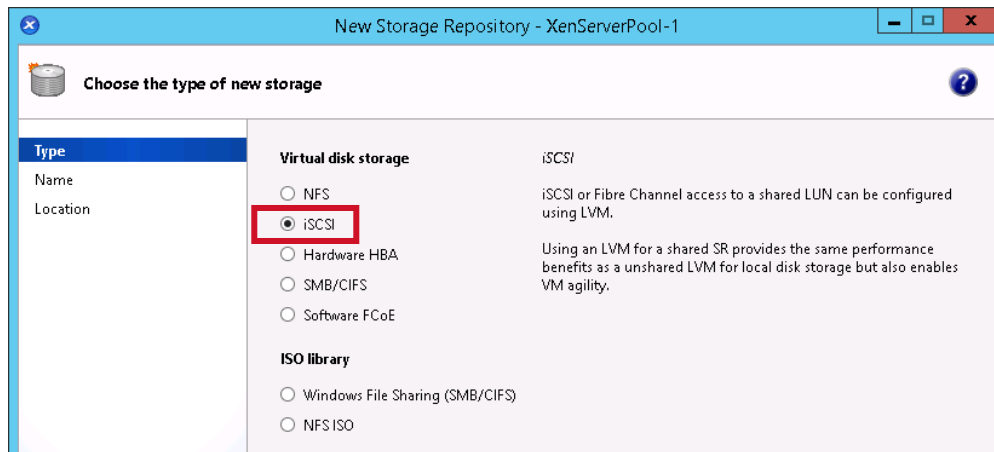 New Storage Repository - XenServerPool-1
Choose the type of new storage
Type
Name
Location
Virtual disk storage
NFS
iSCSI
Hardware HBA
SMB/CIFS
Software FCoE
ISO library
Windows File Sharing (SMB/CIFS)
NFS ISO
iSCSI
iSCSI or Fibre Channel access to a shared LUN can be configured
using LVM.
Using an LVM for a shared SR provides the same performance
benefits as a unshared LVM for local disk storage but also enables
VM agility.